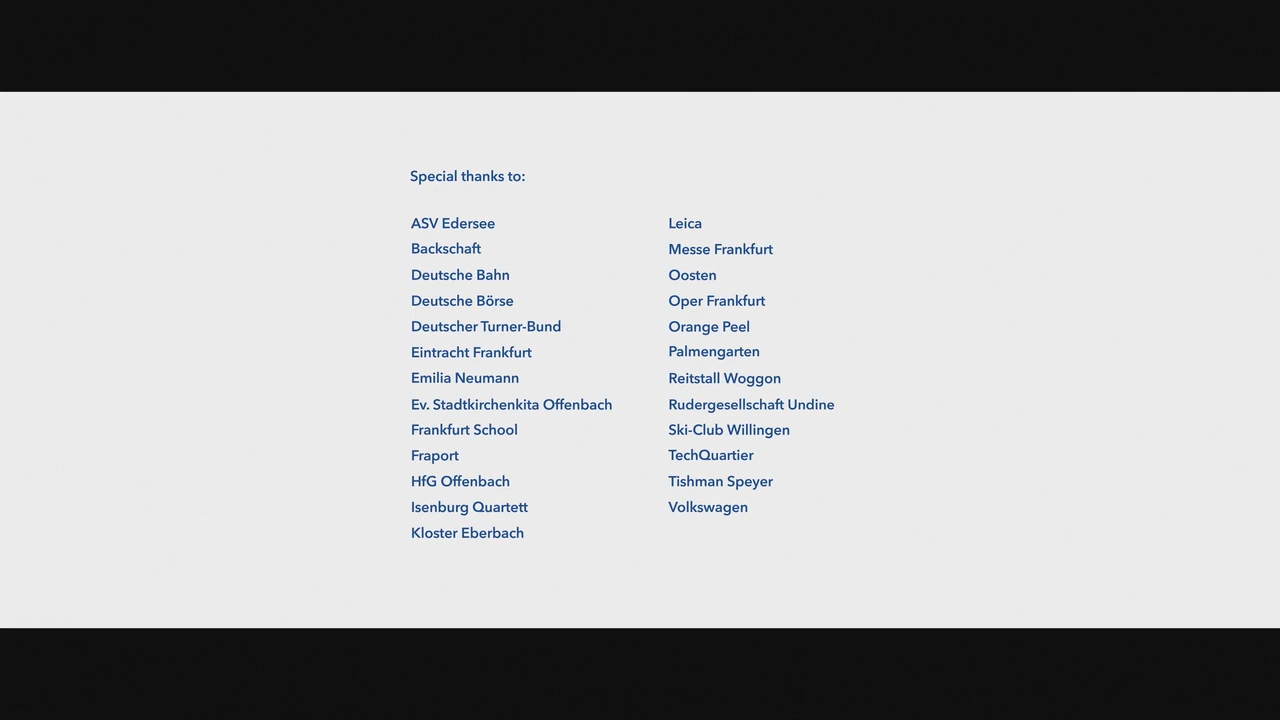 Special thanks to:
ASV Edersee
Backschaft
Deutsche Bahn
Deutsche Börse
Deutscher Turner-Bund
Eintracht Frankfurt
Emilia Neumann
Ev. Stadtkirchenkita Offenbach
Frankfurt School
Fraport
HfG Offenbach
Isenburg Quartett
Kloster Eberbach
Leica
Messe Frankfurt
Oosten
Oper Frankfurt
Orange Peel
Palmengarten
Reitstall Woggon
Rudergesellschaft Undine
Ski-Club Willingen
TechQuartier
Tishman Speyer
Volkswagen